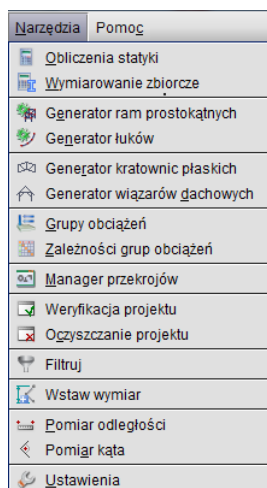 Narzędzia Pomoc
Obliczenia statyki
Wymiarowanie zbiorcze
Generator ram prostokątnych
Generator łuków
Generator kratownic płaskich
Generator wiązarów dachowych
Grupy obciążeń
Zależności grup obciążeń
Manager przekrojów
Weryfikacja projektu
Oczyszczanie projektu
Filtruj
Wstaw wymiar
Pomiar odległości
Pomiar kąta
Ustawienia